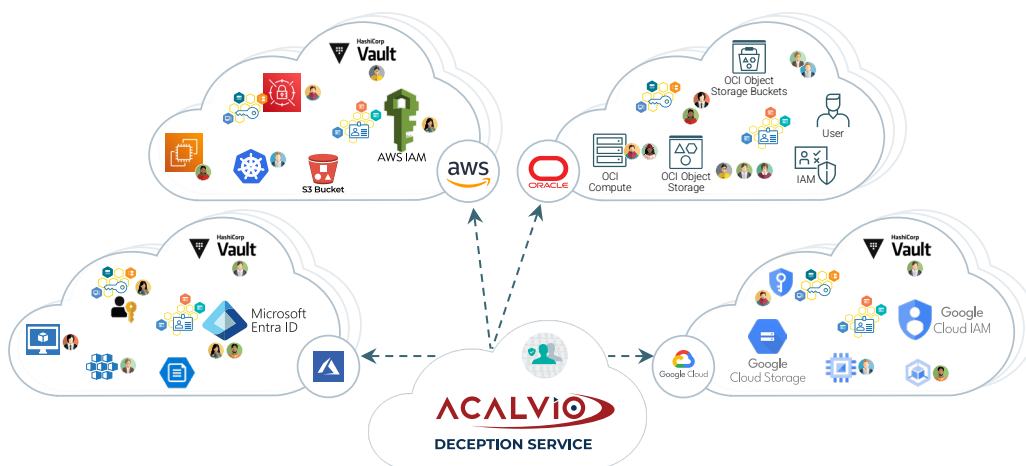 HashiCorp
Vault
AWS IAM
S3 Bucket
aws
OCI Object
Storage Buckets
User
OCI
Compute
OCI Object
Storage
IAM
ORACLE
HashiCorp
Vault
Microsoft
Entra ID
HashiCorp
Vault
Google
Cloud IAM
Google
Cloud Storage
Google Cloud
ACALVIO
DECEPTION SERVICE